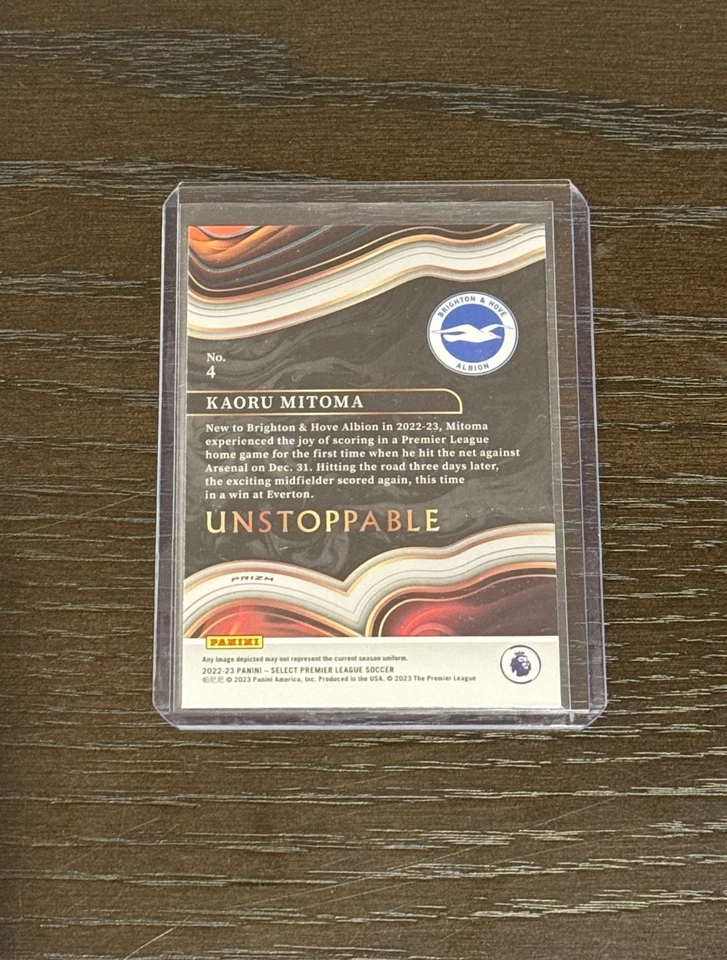 BRIGHTON & HOVE
ALBION
No.
4
KAORU MITOMA
New to Brighton & Hove Albion in 2022-23, Mitoma
experienced the joy of scoring in a Premier League
home game for the first time when he hit the net against
Arsenal on Dec. 31. Hitting the road three days later,
the exciting midfielder scored again, this time
in a win at Everton.
UNSTOPPABLE
PRIZM
PANINI
Any image depicted may not represent the current season uniform.
2022-23 PANINI – SELECT PREMIER LEAGUE SOCCER
帕尼尼 © 2023 Panini America, Inc. Produced in the USA. © 2023 The Premier League